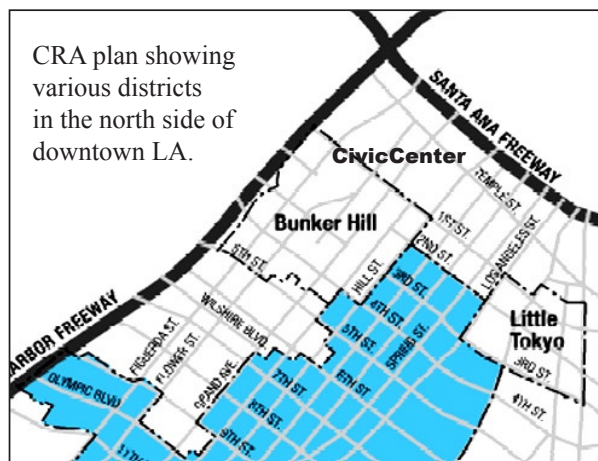 CRA plan showing
various districts
in the north side of
downtown LA.
SANTA ANA FREEWAY
CivicCenter
TEMPLE ST.
Bunker Hill
1ST ST.
LOS ANGELES ST.
2ND ST.
5TH ST.
HILL ST.
3RD ST.
4TH ST.
Little
Tokyo
ARBOR FREEWAY
WILSHIRE BLVD.
5TH ST.
SPRING ST.
3RD ST.
FIGUEROA ST.
FLOWER ST.
GRAND AVE.
7TH ST.
6TH ST.
4TH ST.
OLYMPIC BLVD
8TH ST.
9TH ST.
11TH